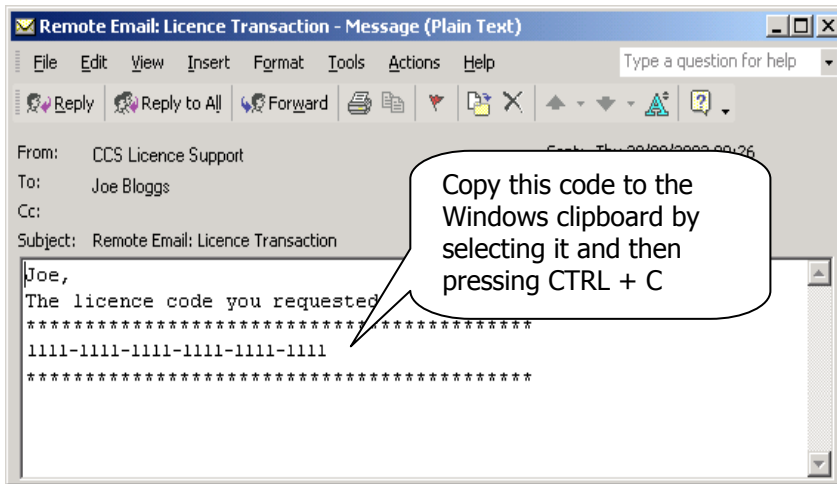 Remote Email: Licence Transaction - Message (Plain Text)
File Edit View Insert Format Tools Actions Help Type a question for help
Reply Reply to All Forward
From: CCS Licence Support
To: Joe Bloggs
Cc:
Subject: Remote Email: Licence Transaction
Copy this code to the
Windows clipboard by
selecting it and then
pressing CTRL + C
Joe,
The licence code you requested
*******************************************
1111-1111-1111-1111-1111-1111
*******************************************